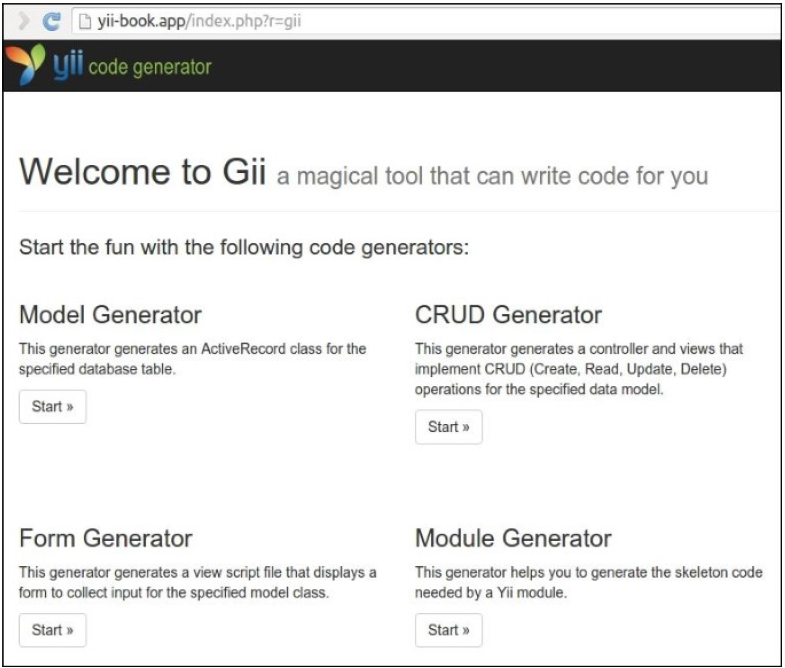 yii-book.app/index.php?r=gii
yii code generator
Welcome to Gii a magical tool that can write code for you
Start the fun with the following code generators:
Model Generator
This generator generates an ActiveRecord class for the
specified database table.
Start »
CRUD Generator
This generator generates a controller and views that
implement CRUD (Create, Read, Update, Delete)
operations for the specified data model.
Start »
Form Generator
This generator generates a view script file that displays a
form to collect input for the specified model class.
Start »
Module Generator
This generator helps you to generate the skeleton code
needed by a Yii module.
Start »